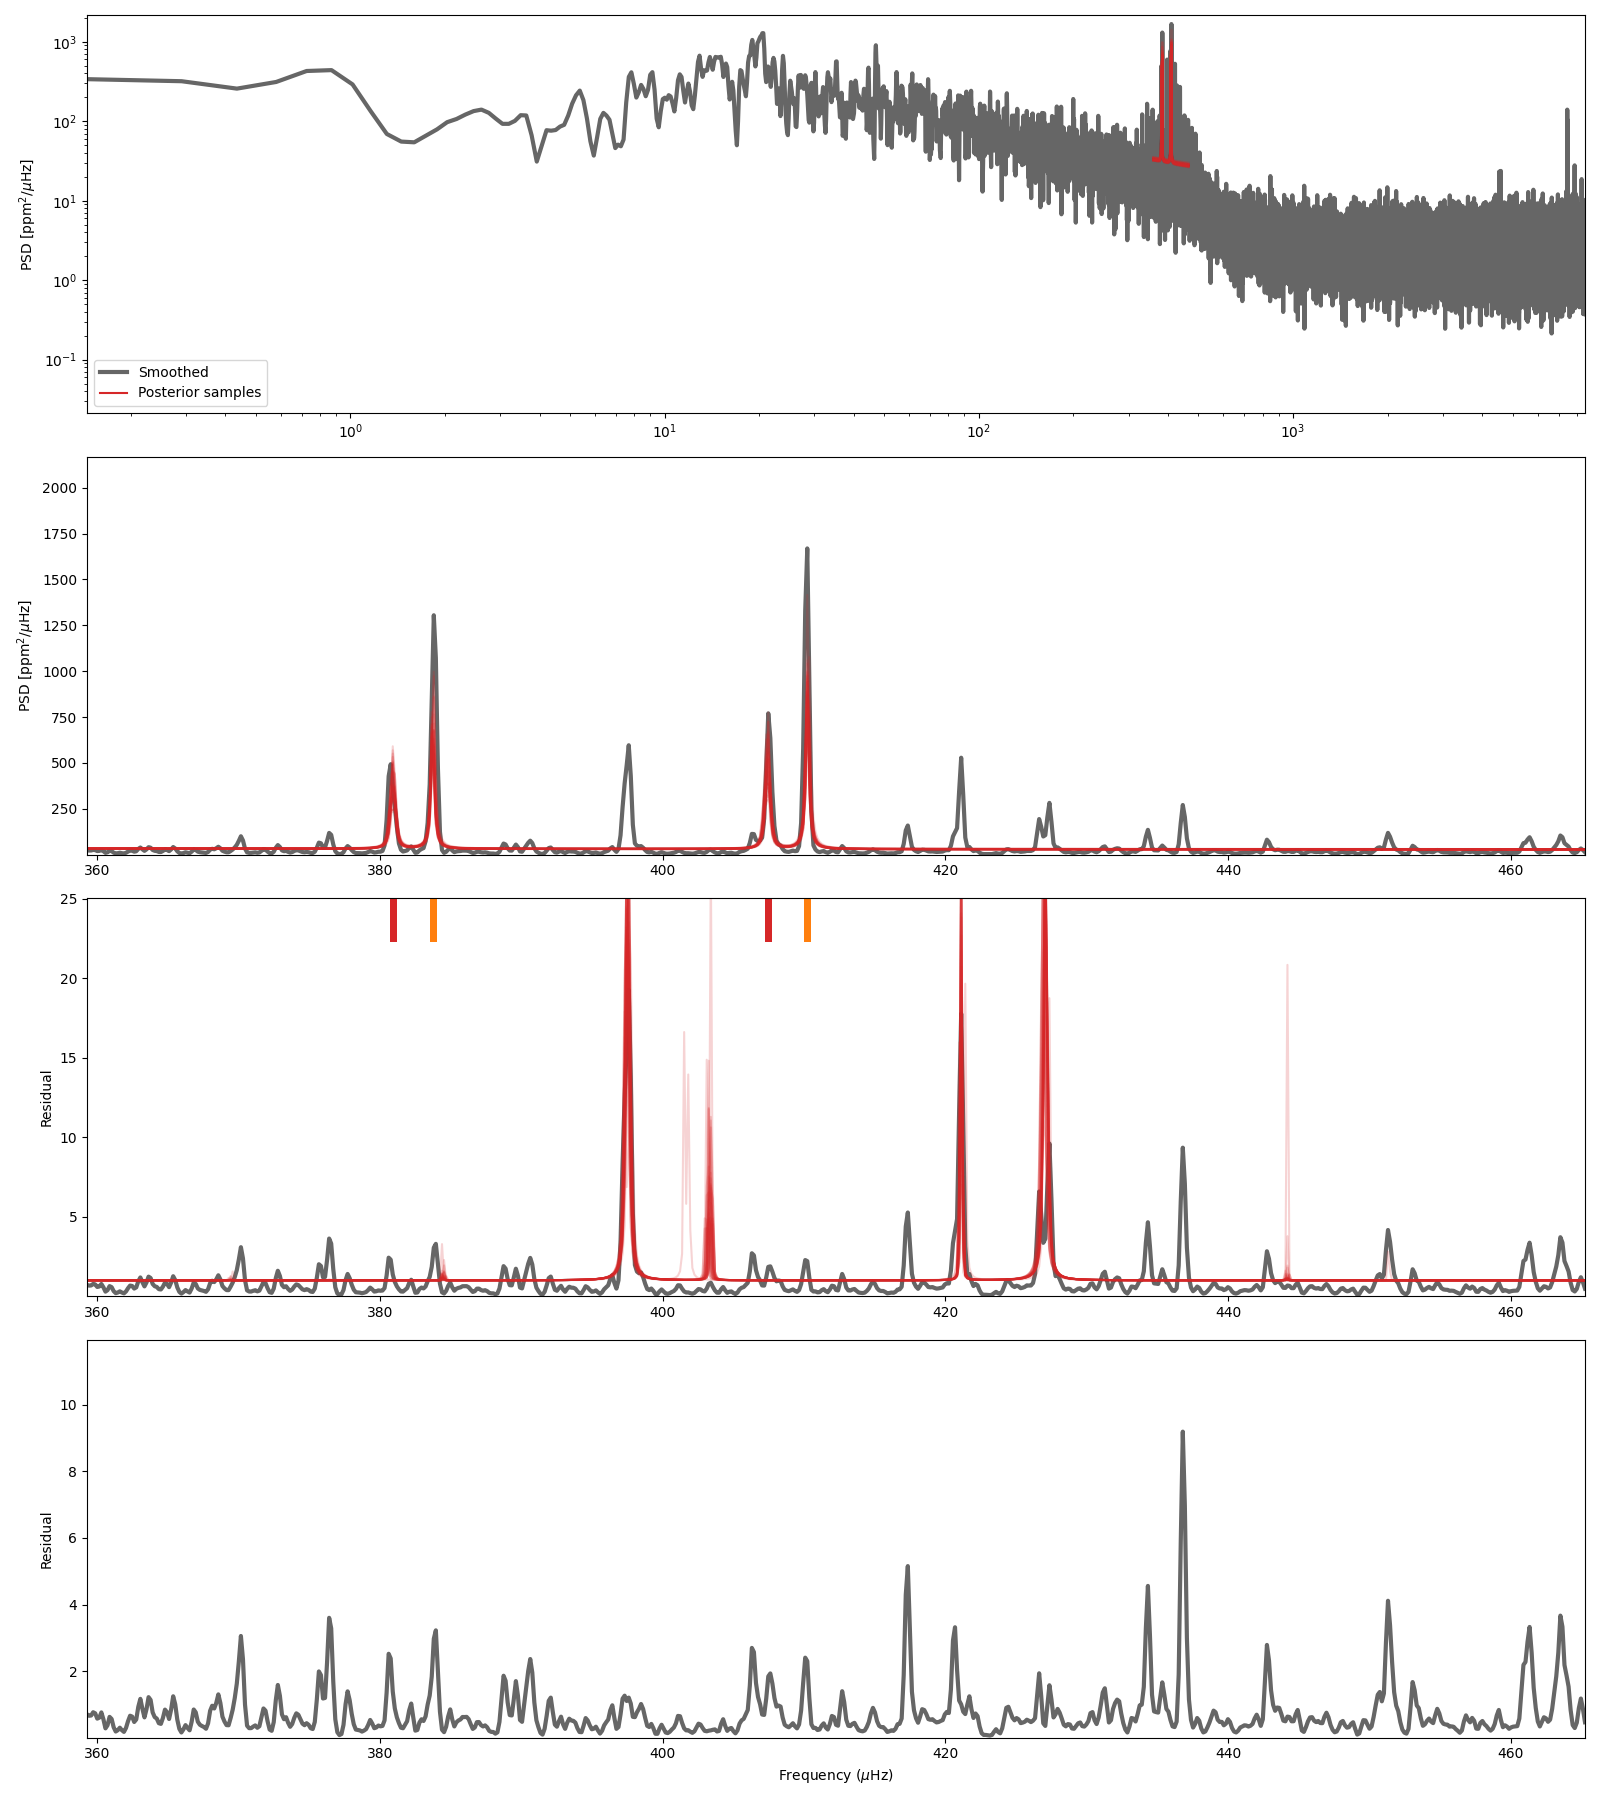 PSD [ppm²/μHz]
10³
10²
10¹
10⁰
10⁻¹
Smoothed
Posterior samples
10⁰ 10¹ 10² 10³
PSD [ppm²/μHz]
2000
1750
1500
1250
1000
750
500
250
360 380 400 420 440 460
Residual
25
20
15
10
5
360 380 400 420 440 460
Residual
10
8
6
4
2
360 380 400 420 440 460
Frequency (μHz)